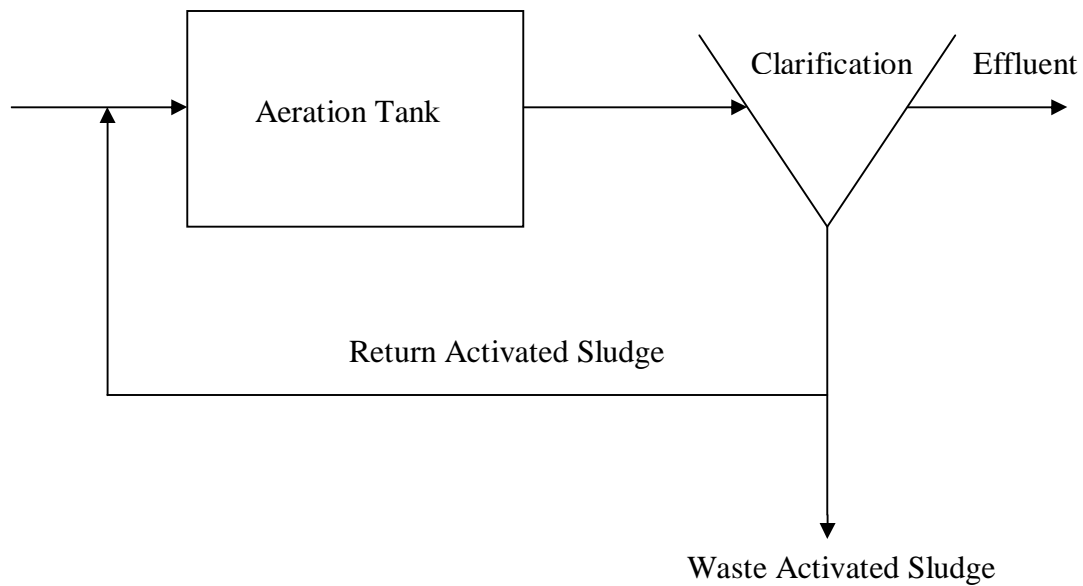 Clarification
Effluent
Aeration Tank
Return Activated Sludge
Waste Activated Sludge